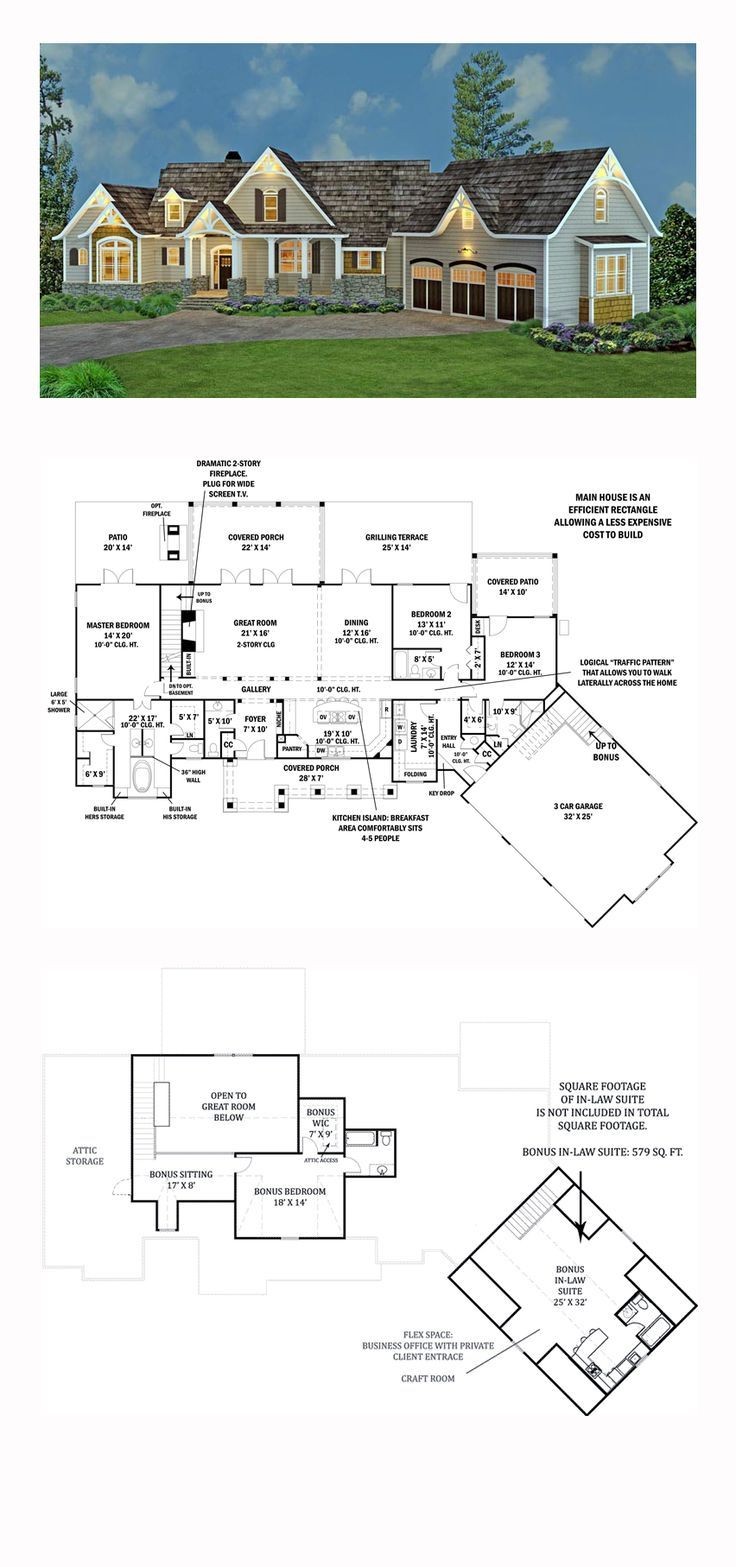 DRAMATIC 2-STORY
FIREPLACE.
PLUG FOR WIDE
SCREEN T.V.
MAIN HOUSE IS AN
EFFICIENT RECTANGLE
ALLOWING A LESS EXPENSIVE
COST TO BUILD
OPT.
FIREPLACE
PATIO
20' X 14'
COVERED PORCH
22' X 14'
GRILLING TERRACE
25' X 14'
COVERED PATIO
14' X 10'
UP TO
BONUS
MASTER BEDROOM
14' X 20'
10'-0" CLG. HT.
GREAT ROOM
21' X 16'
2-STORY CLG
DINING
12' X 16'
10'-0" CLG. HT.
BEDROOM 2
13' X 11'
10'-0" CLG. HT.
DESK
BUILT-IN
8' X 5'
2' X 7'
BEDROOM 3
12' X 14'
10'-0" CLG. HT.
LOGICAL "TRAFFIC PATTERN"
THAT ALLOWS YOU TO WALK
LATERALLY ACROSS THE HOME
DN TO OPT.
BASEMENT
GALLERY
10'-0" CLG. HT.
LARGE
6' X 5'
SHOWER
22' X 17'
10'-0" CLG. HT.
5' X 7'
LN
5' X 10'
CC
FOYER
7' X 10'
NICHE
OV
OV
R
19' X 10'
10'-0" CLG. HT.
PANTRY
DW
W
D
LAUNDRY
7' X 14'
10'-0" CLG. HT.
FOLDING
4' X 6'
10' X 9'
ENTRY
HALL
10'-0"
CLG. HT.
CC
LN
UP TO
BONUS
6' X 9'
36" HIGH
WALL
COVERED PORCH
28' X 7'
KEY DROP
3 CAR GARAGE
32' X 25'
BUILT-IN
HERS STORAGE
BUILT-IN
HIS STORAGE
KITCHEN ISLAND: BREAKFAST
AREA COMFORTABLY SITS
4-5 PEOPLE
OPEN TO
GREAT ROOM
BELOW
BONUS
WIC
7' X 9'
ATTIC ACCESS
ATTIC
STORAGE
BONUS SITTING
17' X 8'
BONUS BEDROOM
18' X 14'
SQUARE FOOTAGE
OF IN-LAW SUITE
IS NOT INCLUDED IN TOTAL
SQUARE FOOTAGE.
BONUS IN-LAW SUITE: 579 SQ. FT.
BONUS
IN-LAW
SUITE
25' X 32'
FLEX SPACE:
BUSINESS OFFICE WITH PRIVATE
CLIENT ENTRACE
CRAFT ROOM